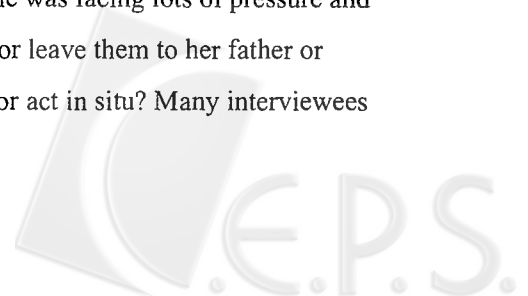 ne was facing lots of pressure and
or leave them to her father or
or act in situ? Many interviewees
C.E.P.S.